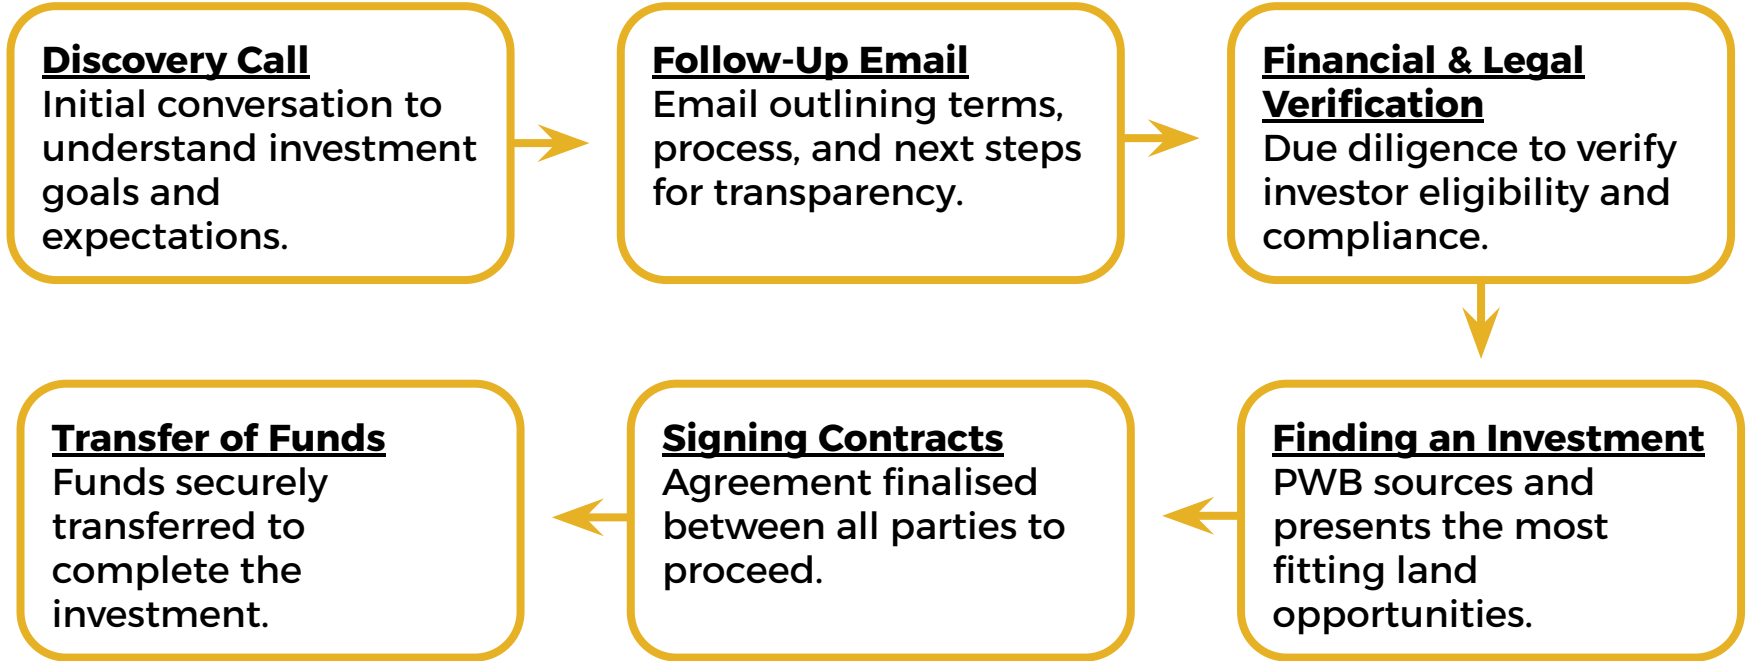 Discovery Call
Initial conversation to
understand investment
goals and
expectations.
Follow-Up Email
Email outlining terms,
process, and next steps
for transparency.
Financial & Legal
Verification
Due diligence to verify
investor eligibility and
compliance.
Finding an Investment
PWB sources and
presents the most
fitting land
opportunities.
Signing Contracts
Agreement finalised
between all parties to
proceed.
Transfer of Funds
Funds securely
transferred to
complete the
investment.